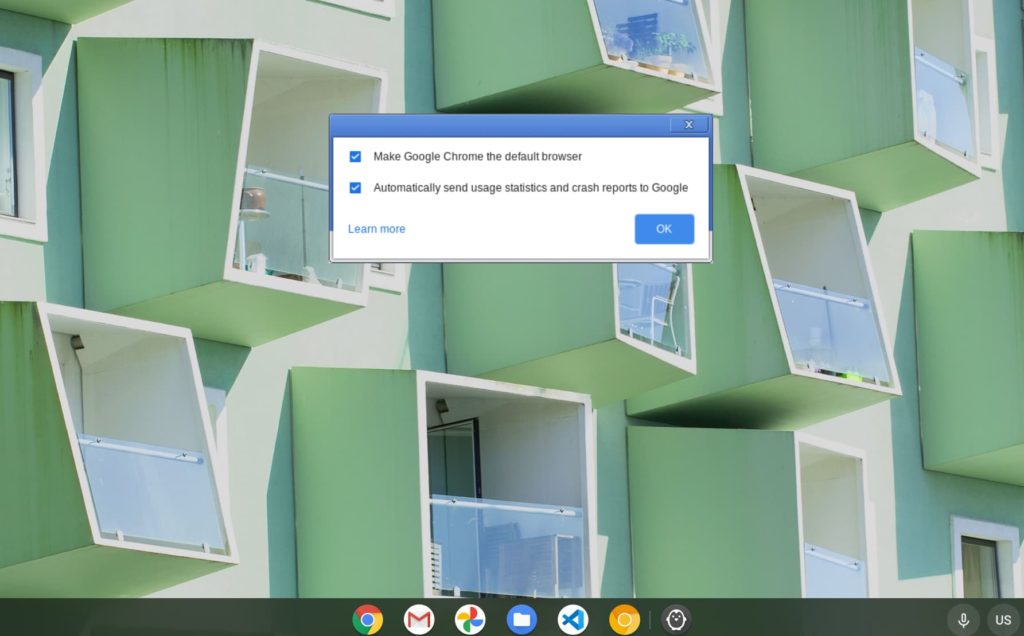 X
Make Google Chrome the default browser
Automatically send usage statistics and crash reports to Google
Learn more
OK
US